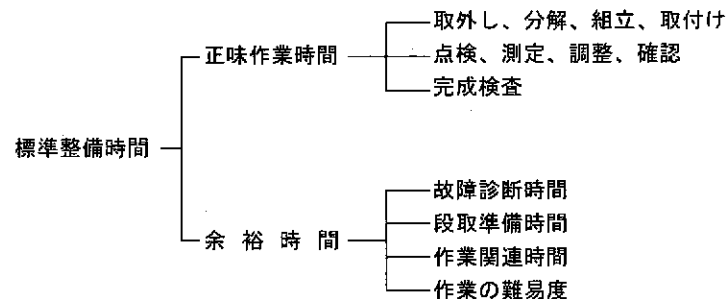 取外し、分解、組立、取付け
正味作業時間
点検、測定、調整、確認
完成検査
標準整備時間
故障診断時間
段取準備時間
余裕時間
作業関連時間
作業の難易度